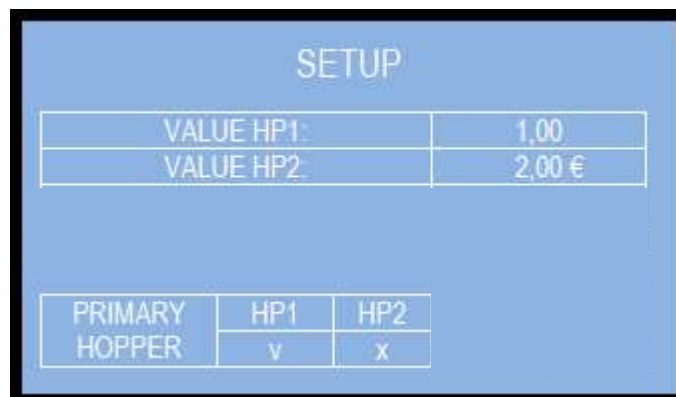 SETUP
VALUE HP1: 1,00
VALUE HP2: 2,00 €
PRIMARY HOPPER HP1 HP2
v x